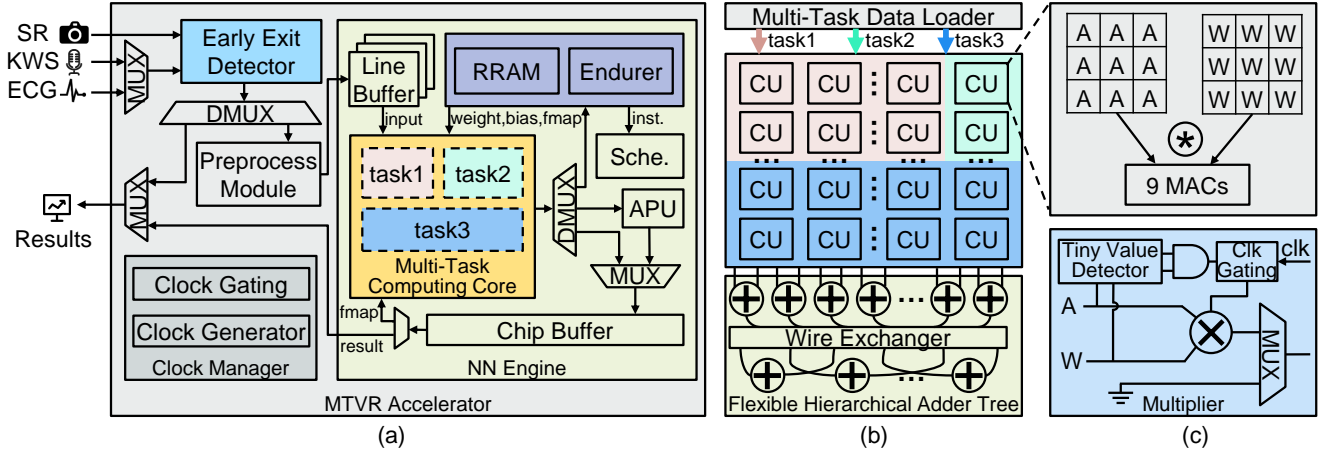 SR
KWS
ECG
MUX
Early Exit
Detector
DMUX
Preprocess
Module
MUX
Results
Clock Gating
Clock Generator
Clock Manager
Line
Buffer
RRAM
Endurer
input
weight,bias,fmap
inst.
task1
task2
task3
Multi-Task
Computing Core
DMUX
Sche.
APU
MUX
fmap
result
Chip Buffer
NN Engine
MTVR Accelerator
(a)
Multi-Task Data Loader
task1
task2
task3
CU
CU
CU
CU
CU
CU
CU
CU
CU
CU
CU
CU
Wire Exchanger
Flexible Hierarchical Adder Tree
(b)
A A A
A A A
A A A
W W W
W W W
W W W
9 MACs
Tiny Value
Detector
Clk
Gating
clk
A
W
MUX
Multiplier
(c)